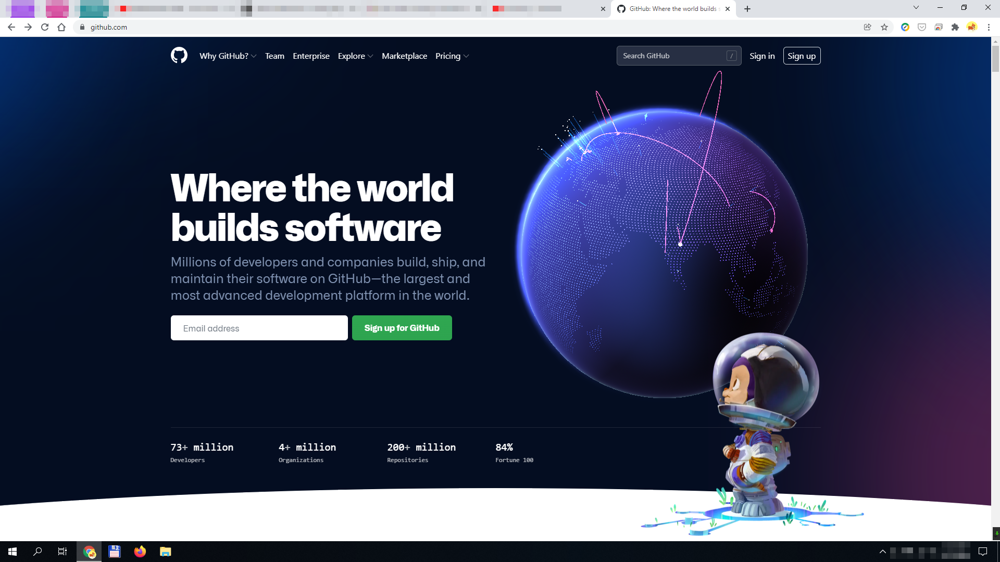 GitHub: Where the world builds
github.com
Why GitHub?
Team
Enterprise
Explore
Marketplace
Pricing
Search GitHub
/
Sign in
Sign up
Where the world
builds software
Millions of developers and companies build, ship, and
maintain their software on GitHub—the largest and
most advanced development platform in the world.
Email address
Sign up for GitHub
73+ million
Developers
4+ million
Organizations
200+ million
Repositories
84%
Fortune 100